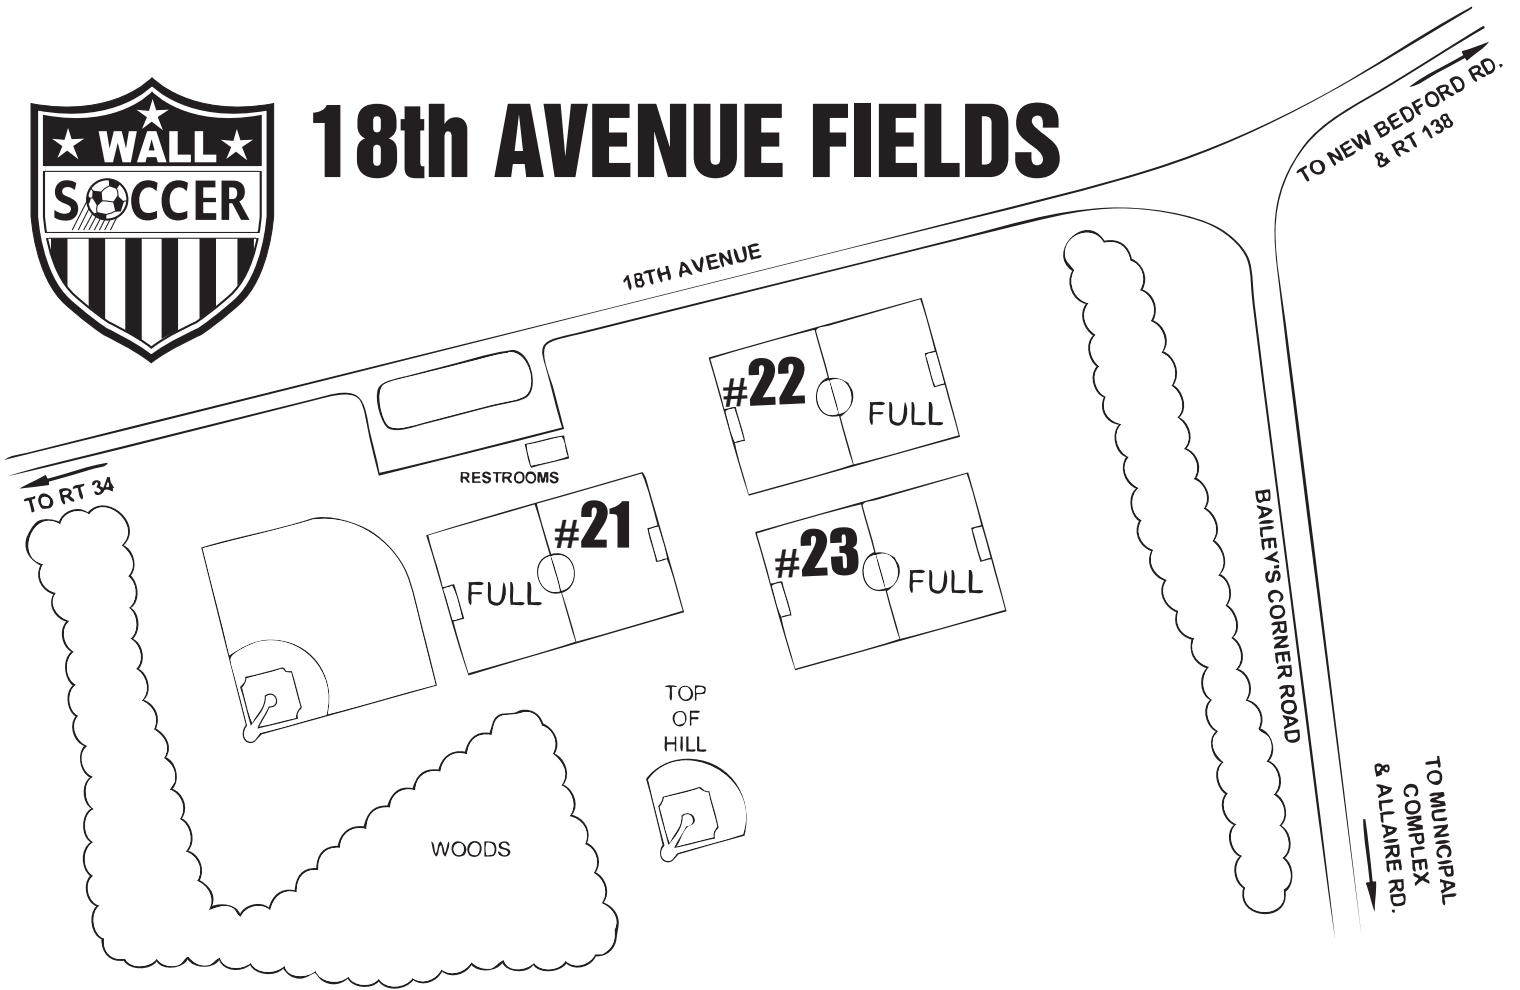 WALL
SOCCER
18th AVENUE FIELDS
TO NEW BEDFORD RD.
& RT 138
18TH AVENUE
#22
FULL
TO RT 34
RESTROOMS
#21
FULL
#23
FULL
BAILEY'S CORNER ROAD
TOP
OF
HILL
WOODS
TO MUNICIPAL
COMPLEX
& ALLAIRE RD.